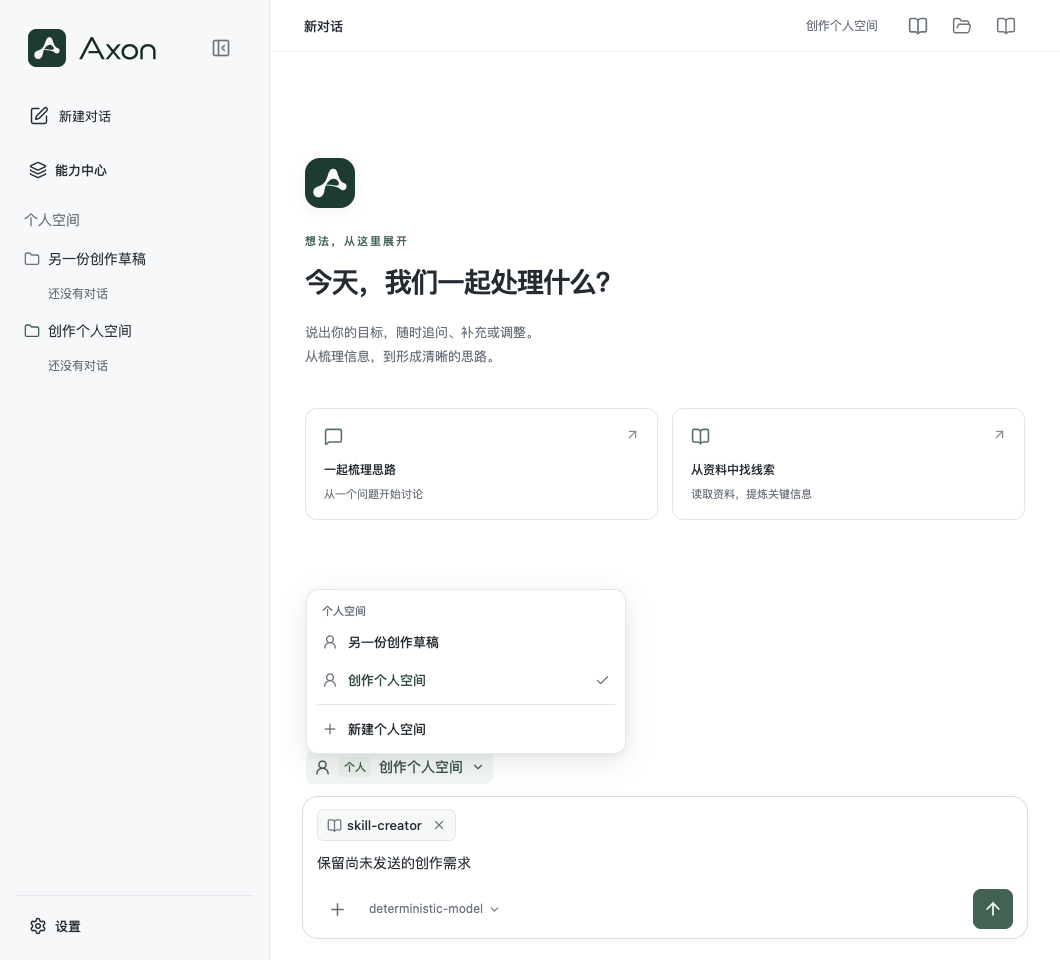 Axon
新建对话
能力中心
个人空间
另一份创作草稿
还没有对话
创作个人空间
还没有对话
设置
新对话
创作个人空间
想法，从这里展开
今天，我们一起处理什么？
说出你的目标，随时追问、补充或调整。
从梳理信息，到形成清晰的思路。
一起梳理思路
从一个问题开始讨论
从资料中找线索
读取资料，提炼关键信息
个人空间
另一份创作草稿
创作个人空间
新建个人空间
个人 创作个人空间
skill-creator
保留尚未发送的创作需求
deterministic-model